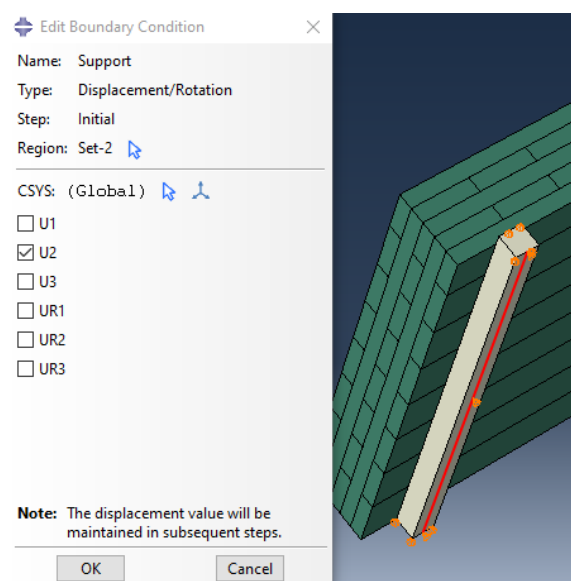 Edit Boundary Condition
Name: Support
Type: Displacement/Rotation
Step: Initial
Region: Set-2
CSYS: (Global)
U1
U2
U3
UR1
UR2
UR3
Note: The displacement value will be
maintained in subsequent steps.
OK Cancel